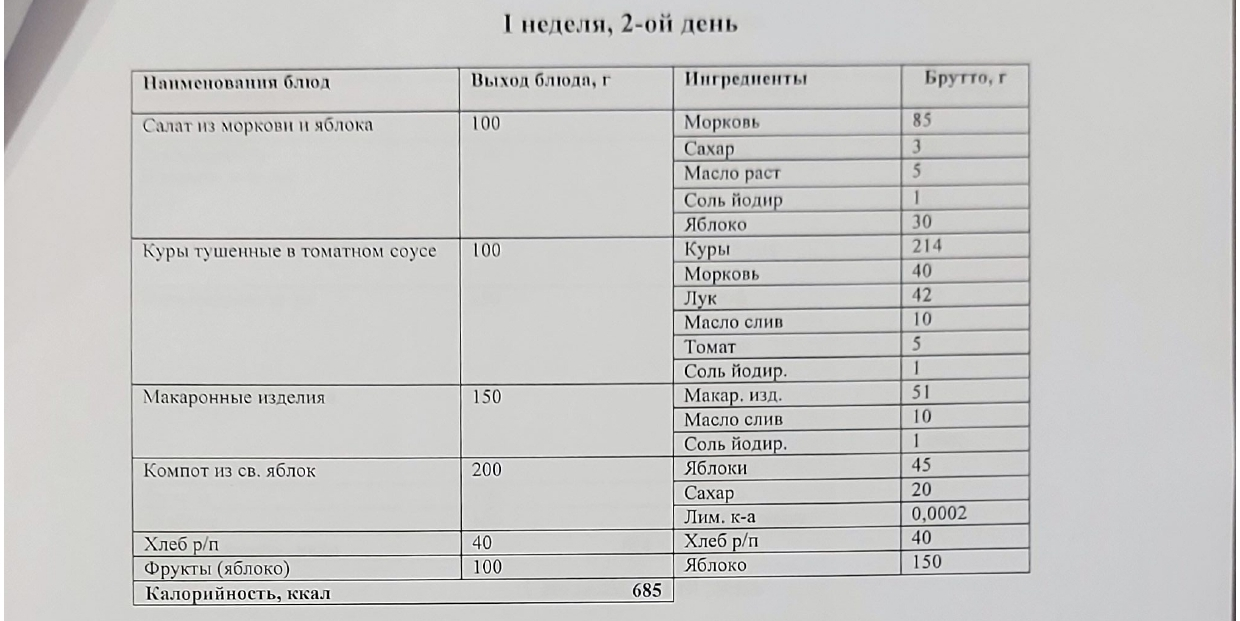 I неделя, 2-ой день
Наименования блюд Выход блюда, г Ингредиенты Брутто, г
Салат из моркови и яблока 100 Морковь 85
Сахар 3
Масло раст 5
Соль йодир 1
Яблоко 30
Куры тушенные в томатном соусе 100 Куры 214
Морковь 40
Лук 42
Масло слив 10
Томат 5
Соль йодир. 1
Макаронные изделия 150 Макар. изд. 51
Масло слив 10
Соль йодир. 1
Компот из св. яблок 200 Яблоки 45
Сахар 20
Лим. к-а 0,0002
Хлеб р/п 40 Хлеб р/п 40
Фрукты (яблоко) 100 Яблоко 150
Калорийность, ккал 685